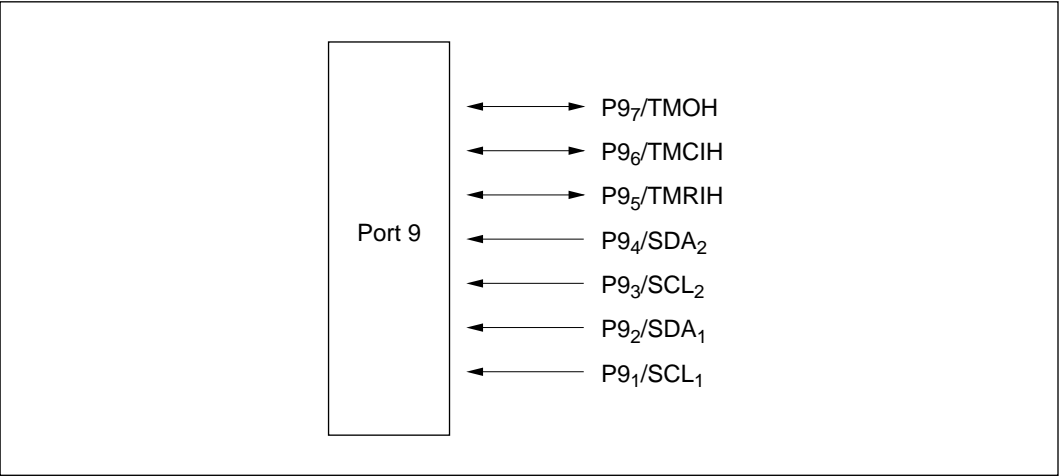 P9₇/TMOH
P9₆/TMCIH
P9₅/TMRIH
Port 9
P9₄/SDA₂
P9₃/SCL₂
P9₂/SDA₁
P9₁/SCL₁